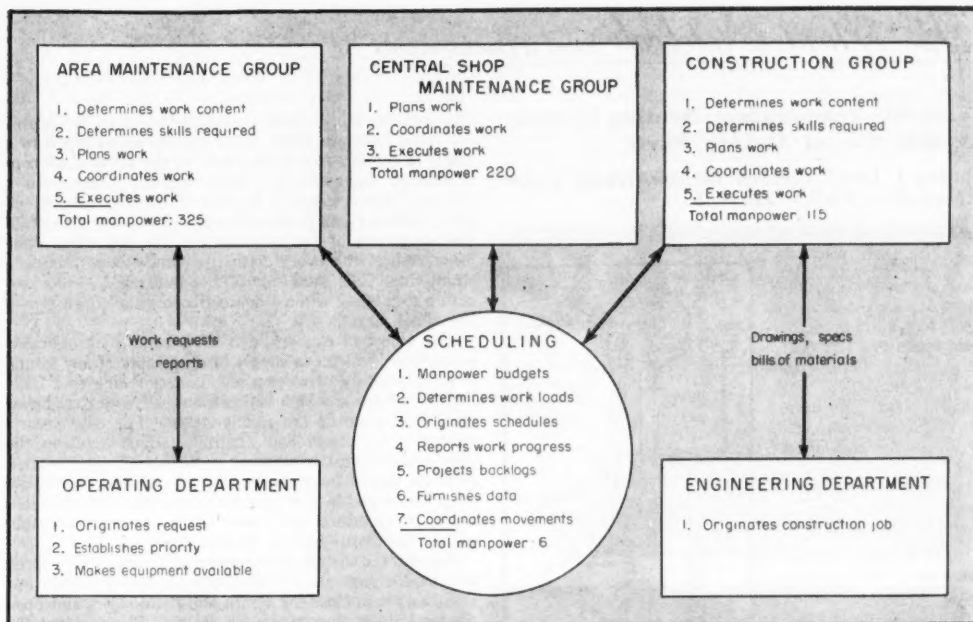 AREA MAINTENANCE GROUP
1. Determines work content
2. Determines skills required
3. Plans work
4. Coordinates work
5. Executes work
Total manpower: 325
CENTRAL SHOP
MAINTENANCE GROUP
1. Plans work
2. Coordinates work
3. Executes work
Total manpower 220
CONSTRUCTION GROUP
1. Determines work content
2. Determines skills required
3. Plans work
4. Coordinates work
5. Executes work
Total manpower 115
Work requests
reports
SCHEDULING
1. Manpower budgets
2. Determines work loads
3. Originates schedules
4. Reports work progress
5. Projects backlogs
6. Furnishes data
7. Coordinates movements
Total manpower : 6
Drawings, specs
bills of materials
OPERATING DEPARTMENT
1. Originates request
2. Establishes priority
3. Makes equipment available
ENGINEERING DEPARTMENT
1. Originates construction job